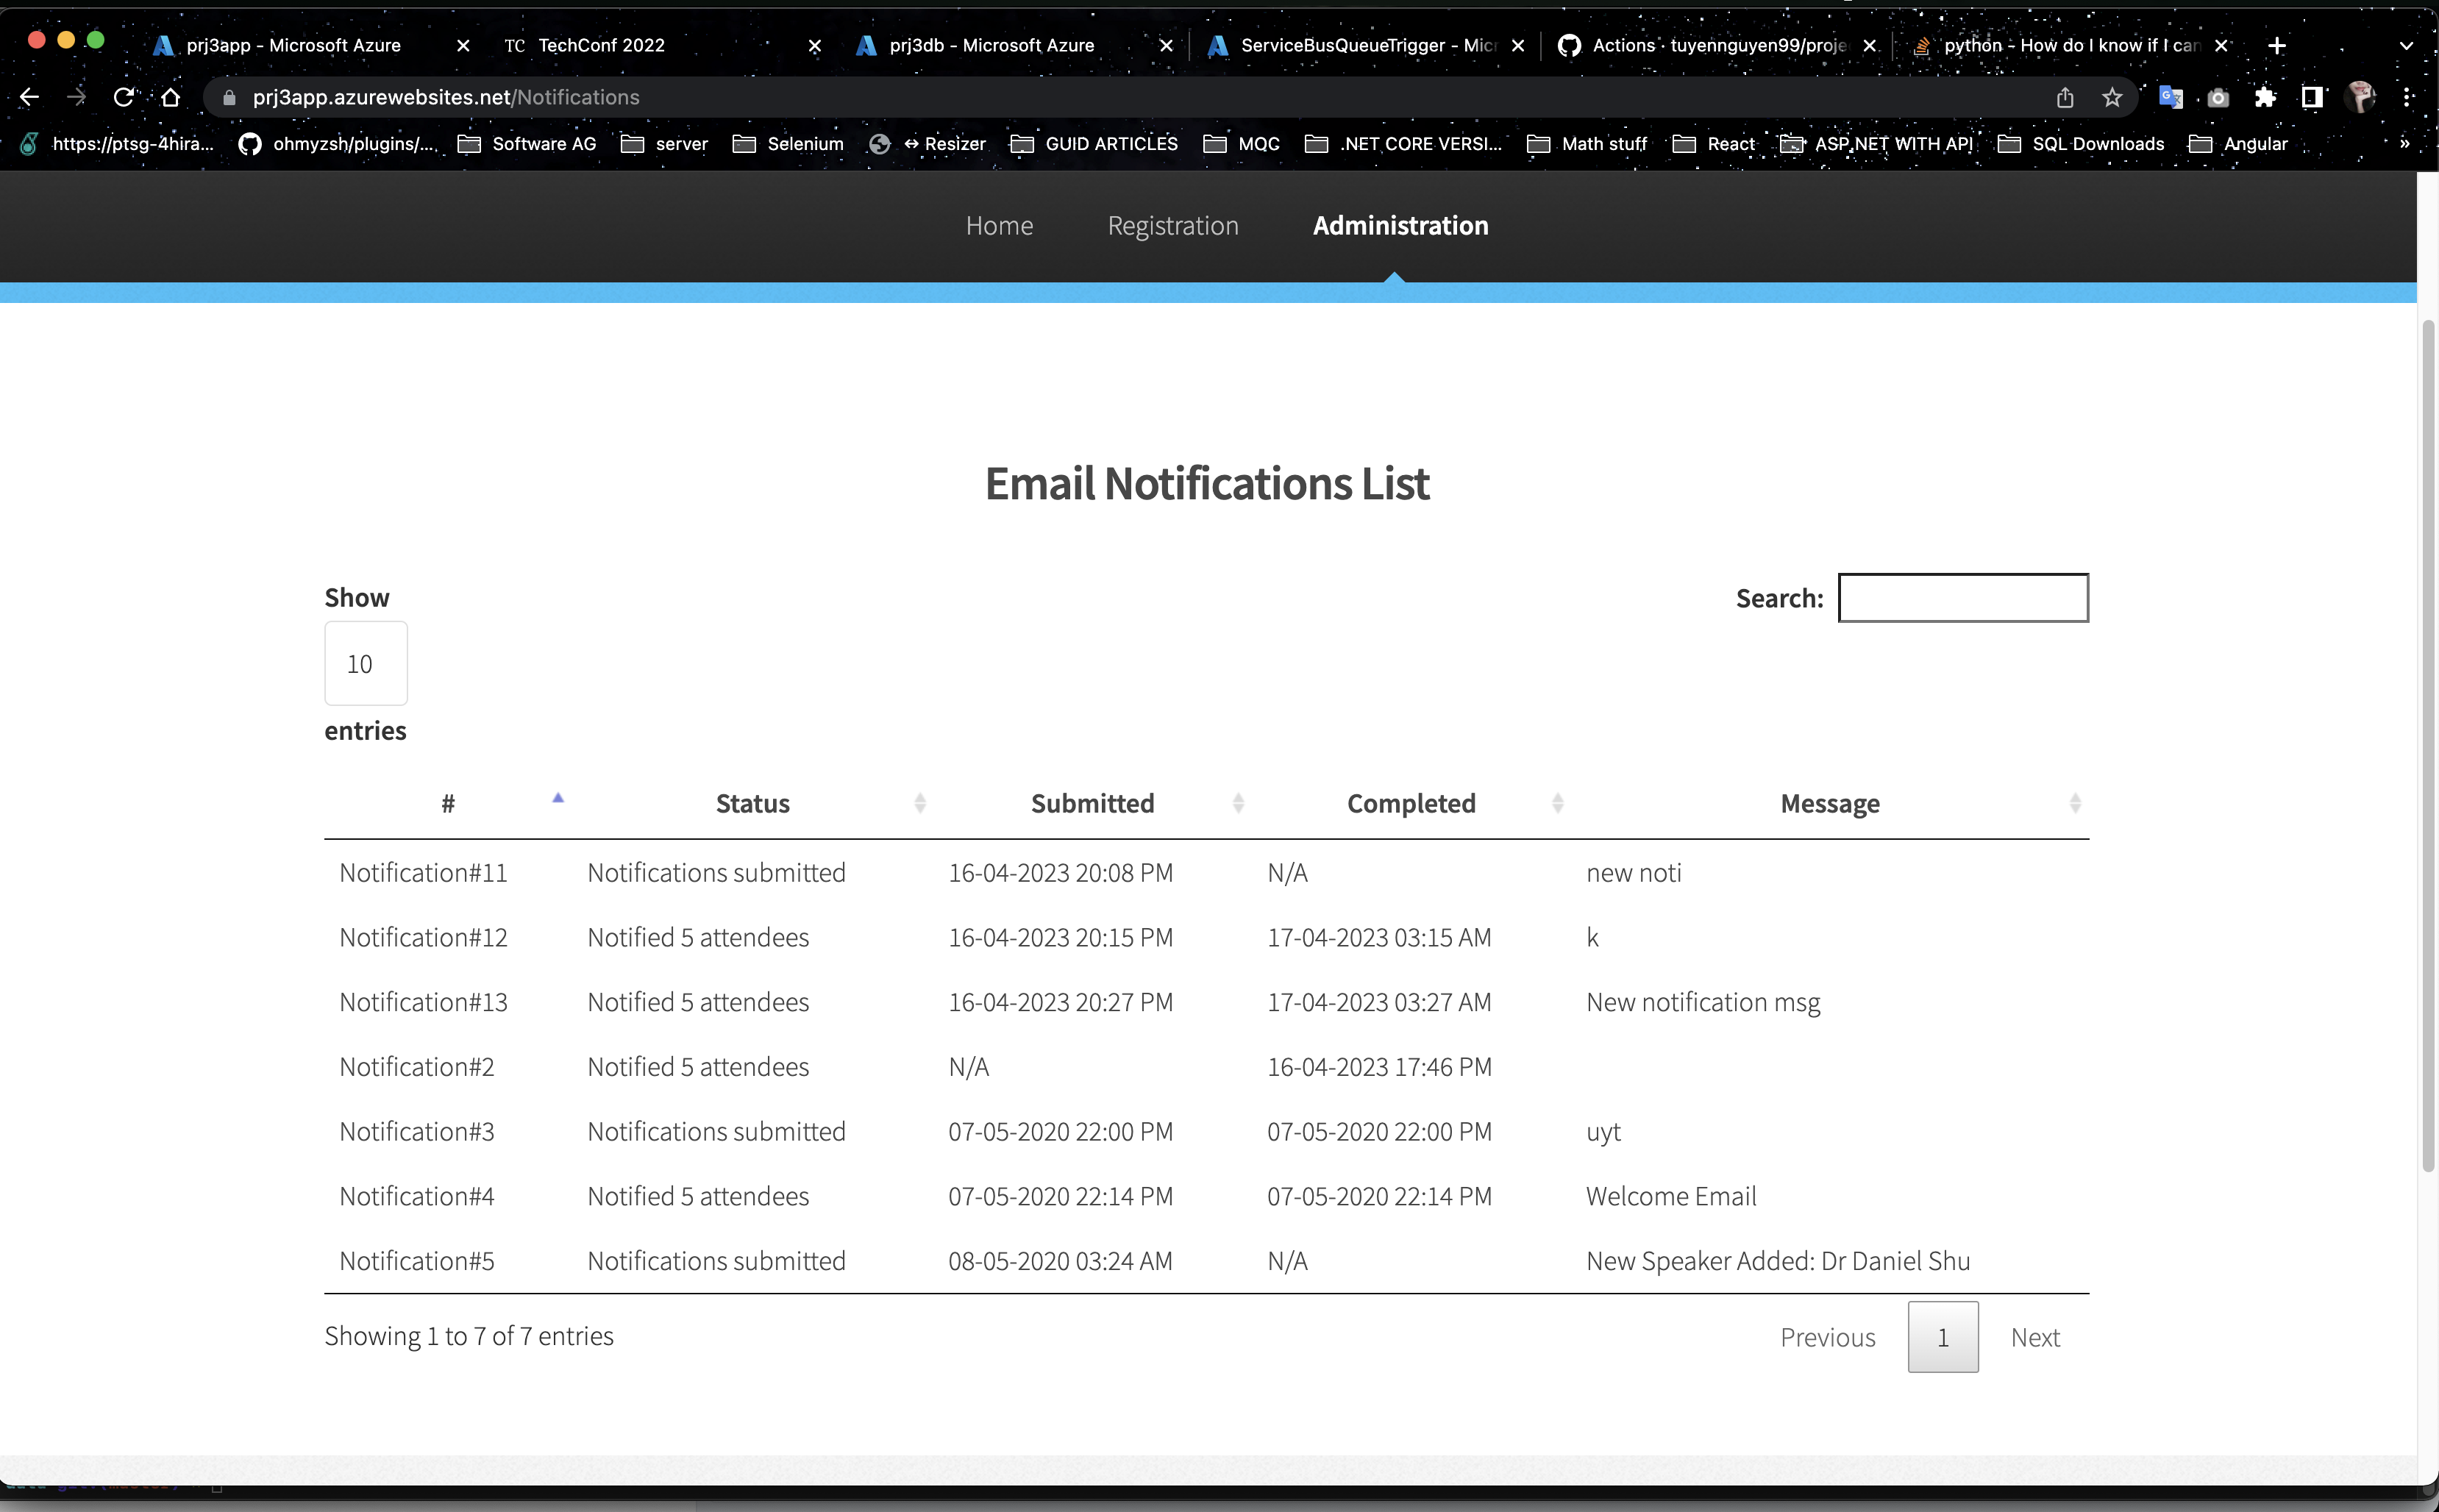 prj3app - Microsoft Azure TC TechConf 2022 prj3db - Microsoft Azure ServiceBusQueueTrigger - Micr Actions · tuyennguyen99/proje python - How do I know if I can
prj3app.azurewebsites.net/Notifications
https://ptsg-4hira... ohmyzsh/plugins/.... Software AG server Selenium ↔ Resizer GUID ARTICLES MQC .NET CORE VERSI... Math stuff React ASP.NET WITH API SQL Downloads Angular »
Home Registration Administration
Email Notifications List
Show
Search:
10
entries
# Status Submitted Completed Message
Notification#11 Notifications submitted 16-04-2023 20:08 PM N/A new noti
Notification#12 Notified 5 attendees 16-04-2023 20:15 PM 17-04-2023 03:15 AM k
Notification#13 Notified 5 attendees 16-04-2023 20:27 PM 17-04-2023 03:27 AM New notification msg
Notification#2 Notified 5 attendees N/A 16-04-2023 17:46 PM
Notification#3 Notifications submitted 07-05-2020 22:00 PM 07-05-2020 22:00 PM uyt
Notification#4 Notified 5 attendees 07-05-2020 22:14 PM 07-05-2020 22:14 PM Welcome Email
Notification#5 Notifications submitted 08-05-2020 03:24 AM N/A New Speaker Added: Dr Daniel Shu
Showing 1 to 7 of 7 entries
Previous 1 Next